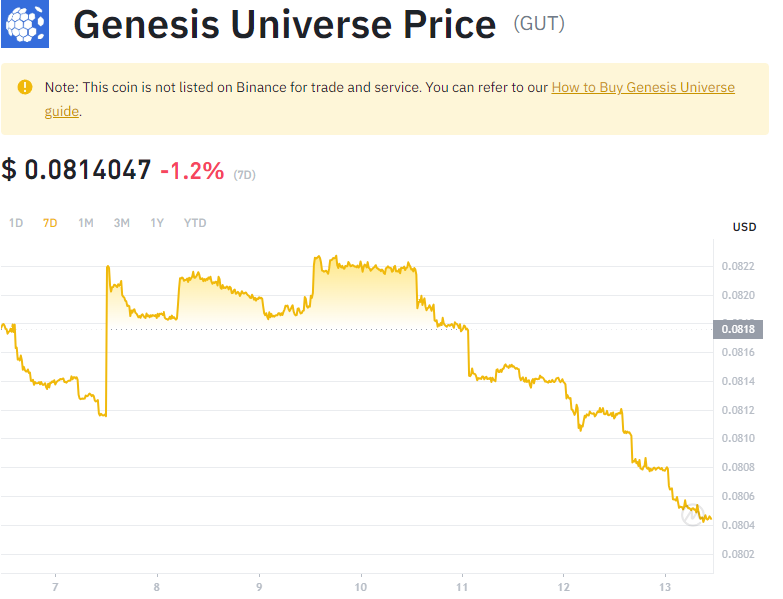 Genesis Universe Price (GUT)
Note: This coin is not listed on Binance for trade and service. You can refer to our How to Buy Genesis Universe
guide.
$ 0.0814047 -1.2% (7D)
1D 7D 1M 3M 1Y YTD
USD
0.0822
0.0820
0.0818
0.0816
0.0814
0.0812
0.0810
0.0808
0.0806
0.0804
0.0802
7 8 9 10 11 12 13